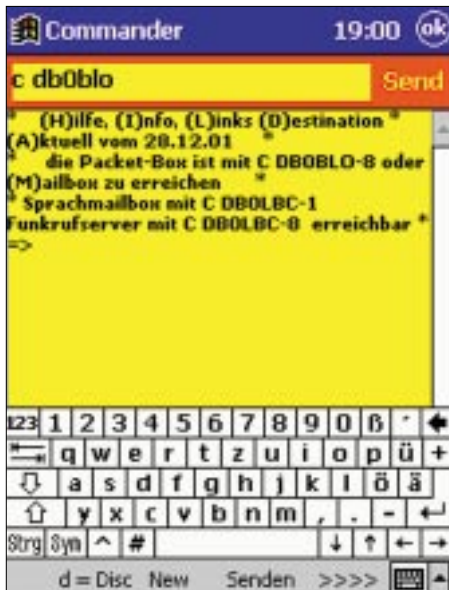 Commander 19:00 ok
c db0blo Send
* (H)ilfe, (I)nfo, (L)inks (D)estination *
(A)ktuell vom 28.12.01 *
* die Packet-Box ist mit C DB0BLO-8 oder
(M)ailbox zu erreichen *
* Sprachmailbox mit C DB0LBC-1
Funkrufserver mit C DB0LBC-8 erreichbar *
=>
123 1 2 3 4 5 6 7 8 9 0 ß ´
q w e r t z u i o p ü +
a s d f g h j k l ö ä
y x c v b n m , . -
Strg Sym ^ #
d = Disc New Senden >>>>